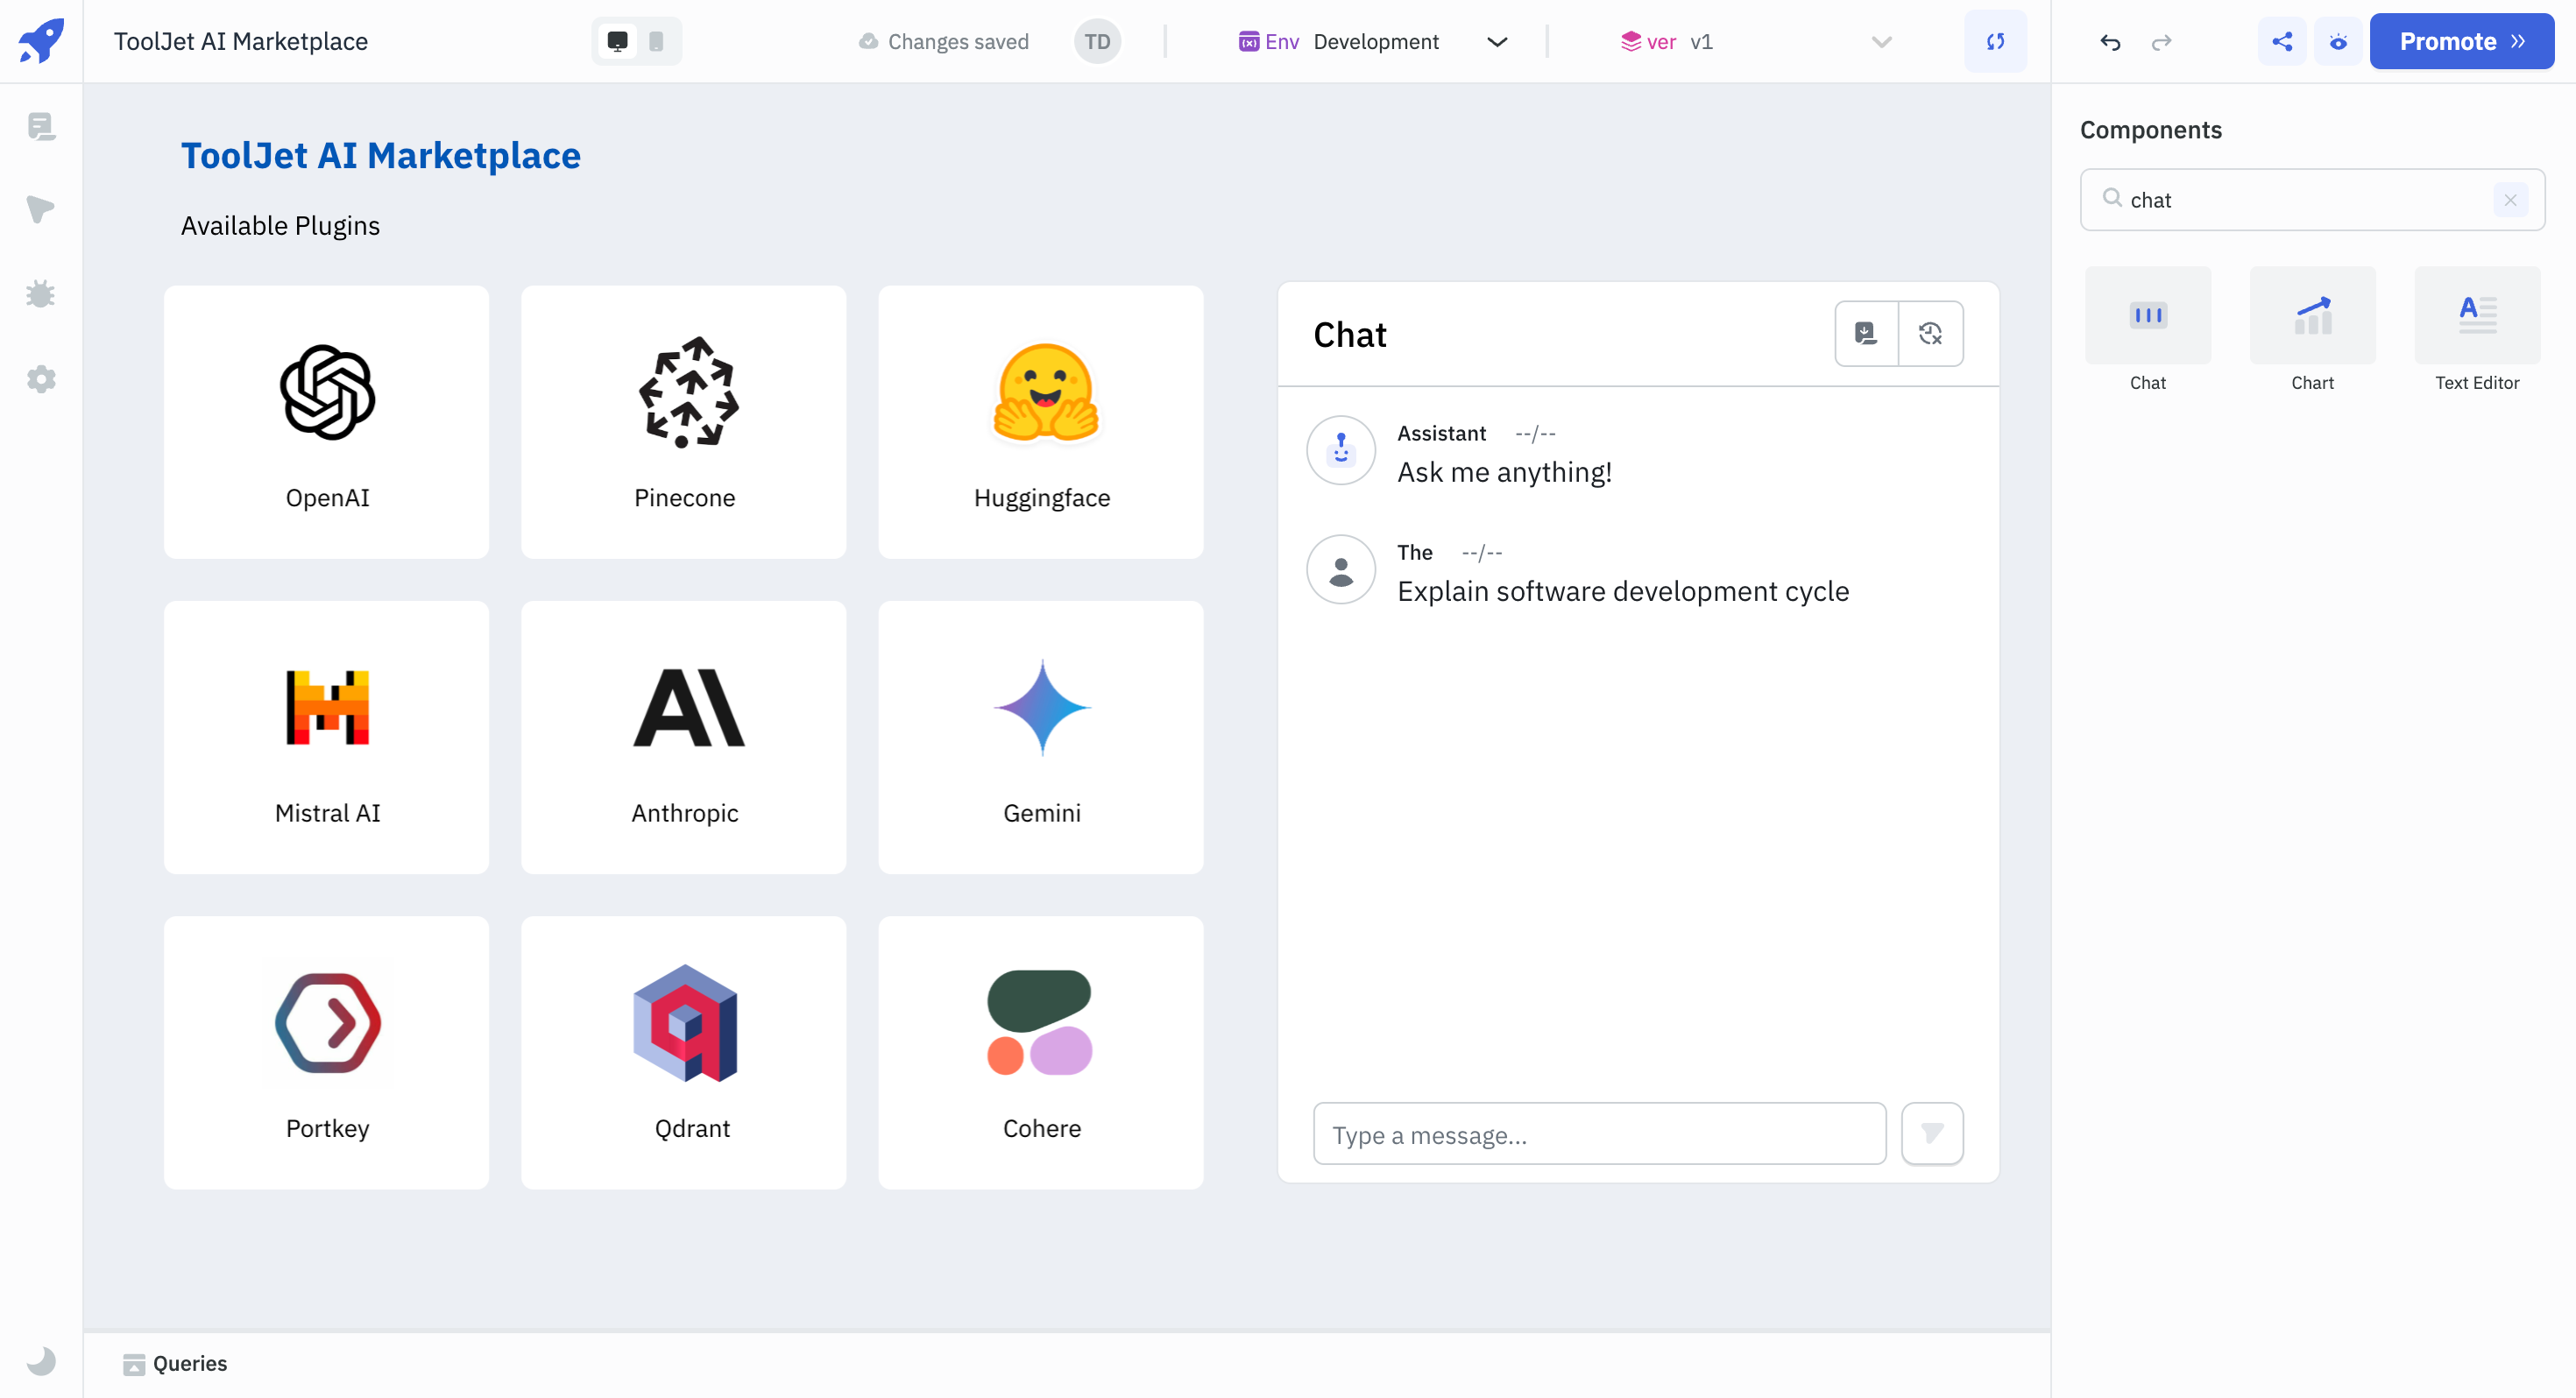 ToolJet AI Marketplace
Changes saved
TD
Env Development
ver v1
Promote
ToolJet AI Marketplace
Available Plugins
OpenAI
Pinecone
Huggingface
Mistral AI
Anthropic
Gemini
Portkey
Qdrant
Cohere
Chat
Assistant --/--
Ask me anything!
The --/--
Explain software development cycle
Type a message...
Components
chat
Chat
Chart
Text Editor
Queries